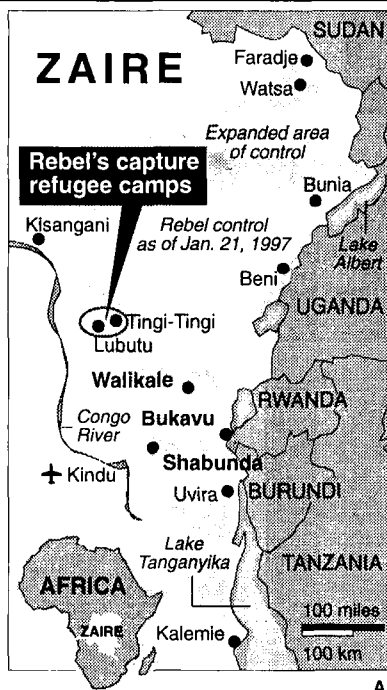 SUDAN
ZAIRE
Faradje
Watsa
Expanded area
of control
Rebel's capture
refugee camps
Bunia
Kisangani
Rebel control
as of Jan. 21, 1997
Lake
Albert
Beni
UGANDA
Tingi-Tingi
Lubutu
Walikale
RWANDA
Congo
River
Bukavu
Shabunda
Kindu
Uvira
BURUNDI
Lake
Tanganyika
TANZANIA
AFRICA
ZAIRE
100 miles
Kalemie
100 km
A